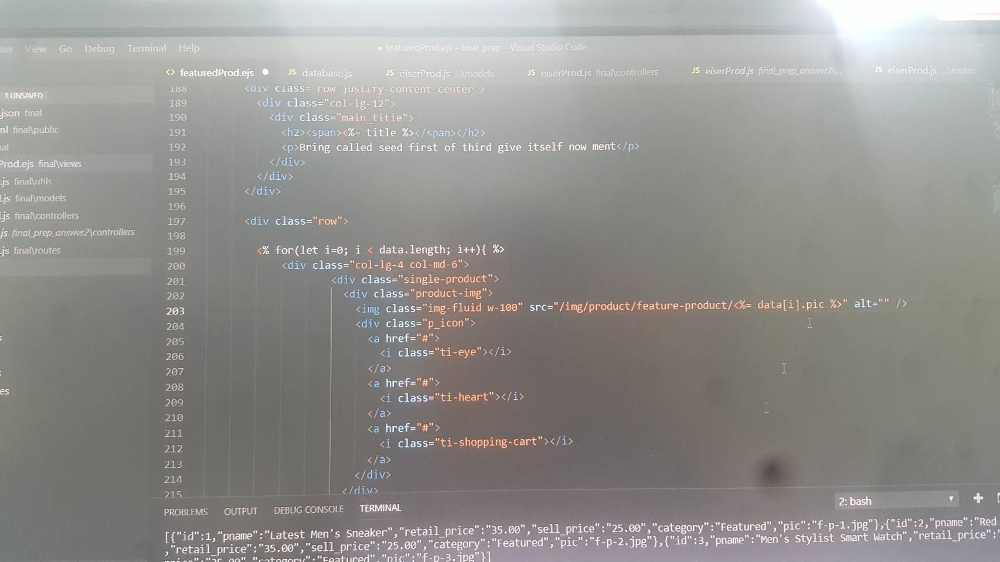 on View Go Debug Terminal Help
● featuredProd.ejs - final_prep - Visual Studio Code
<> featuredProd.ejs ●
JS database.js
JS eiserProd.js ...\models
JS eiserProd.js final\controllers
JS eiserProd.js final_prep_answer2\...
JS eiserProd.js ...\routes
1 UNSAVED
.json final
ml final\public
nal
Prod.ejs final\views
.js final\utils
l.js final\models
.js final\controllers
js final_prep_answer2\controllers
.js final\routes
s
s
es
188 <div class="row justify-content-center">
189 <div class="col-lg-12">
190 <div class="main_title">
191 <h2><span><%= title %></span></h2>
192 <p>Bring called seed first of third give itself now ment</p>
193 </div>
194 </div>
195 </div>
196
197 <div class="row">
198
199 <% for(let i=0; i < data.length; i++){ %>
200 <div class="col-lg-4 col-md-6">
201 <div class="single-product">
202 <div class="product-img">
203 <img class="img-fluid w-100" src="/img/product/feature-product/<%= data[i].pic %>" alt="" />
204 <div class="p_icon">
205 <a href="#">
206 <i class="ti-eye"></i>
207 </a>
208 <a href="#">
209 <i class="ti-heart"></i>
210 </a>
211 <a href="#">
212 <i class="ti-shopping-cart"></i>
213 </a>
214 </div>
215 </div>
PROBLEMS OUTPUT DEBUG CONSOLE TERMINAL
2: bash
[{"id":1,"pname":"Latest Men's Sneaker","retail_price":"35.00","sell_price":"25.00","category":"Featured","pic":"f-p-1.jpg"},{"id":2,"pname":"Red
,"retail_price":"35.00","sell_price":"25.00","category":"Featured","pic":"f-p-2.jpg"},{"id":3,"pname":"Men's Stylist Smart Watch","retail_price":"
price":"25.00","category":"Featured","pic":"f-p-3.jpg"}]